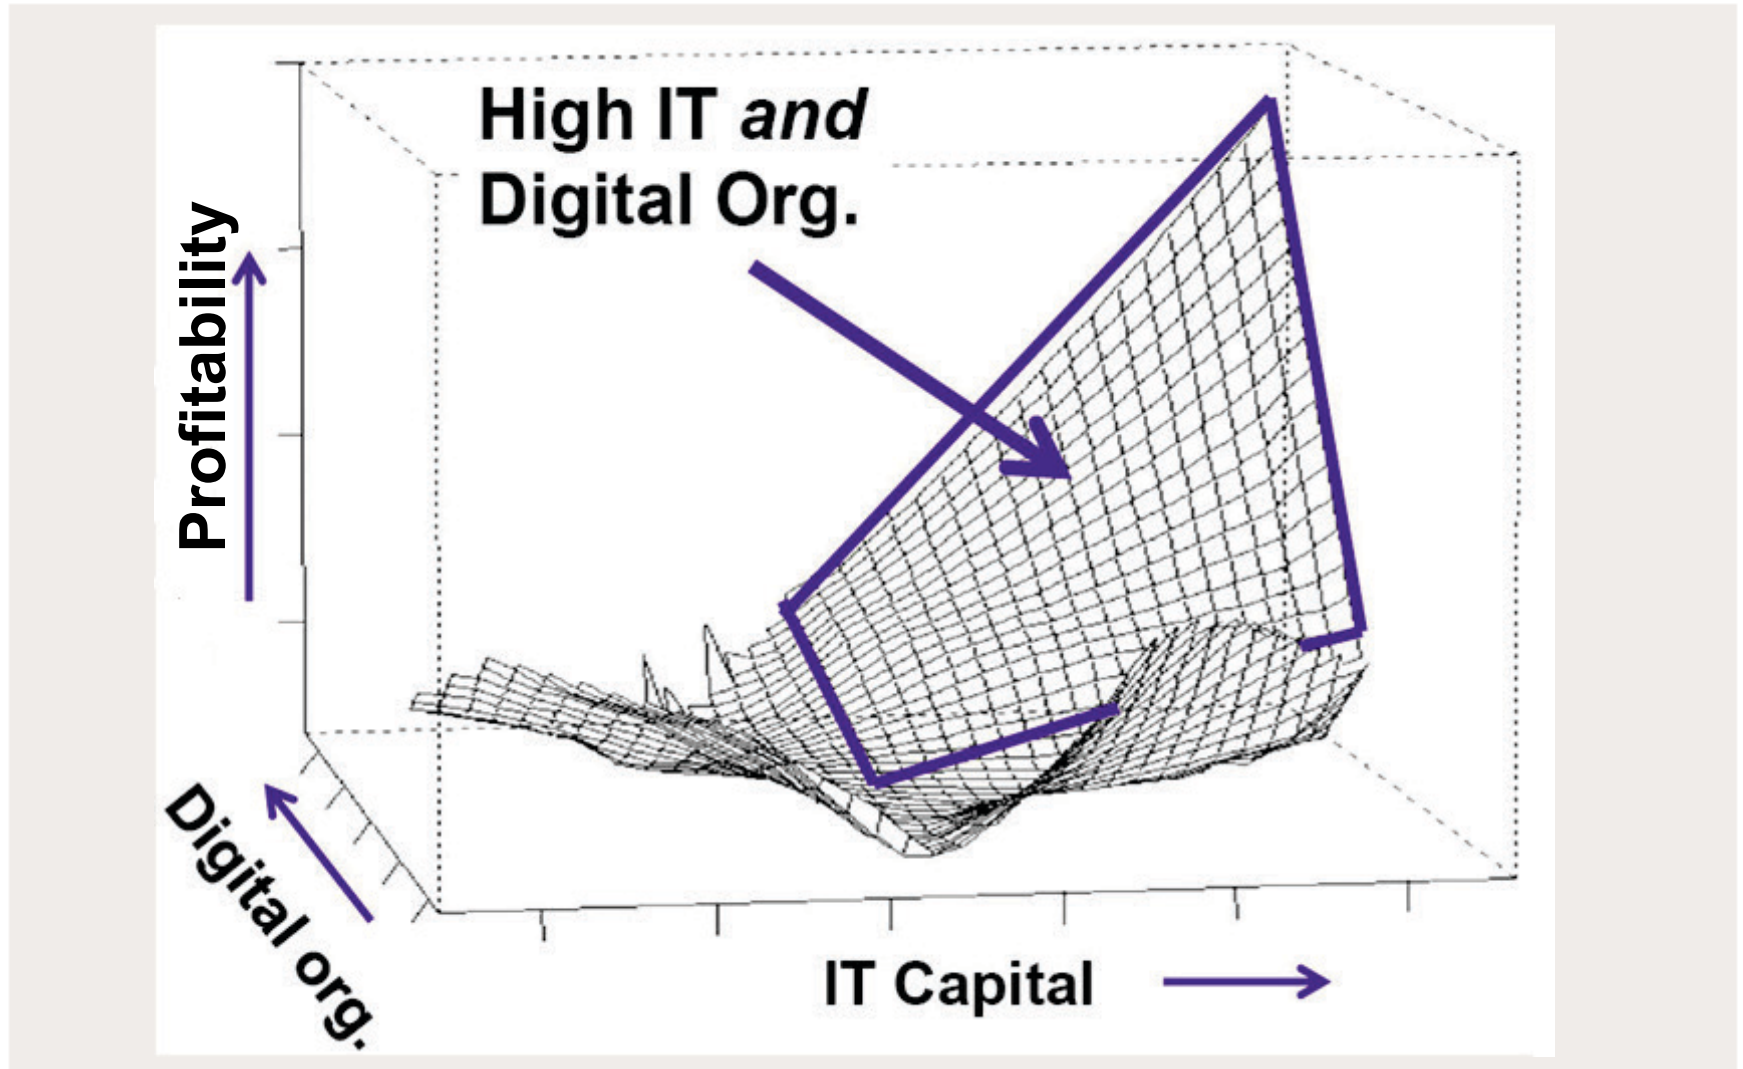 High IT and
Digital Org.
Profitability
Digital org.
IT Capital